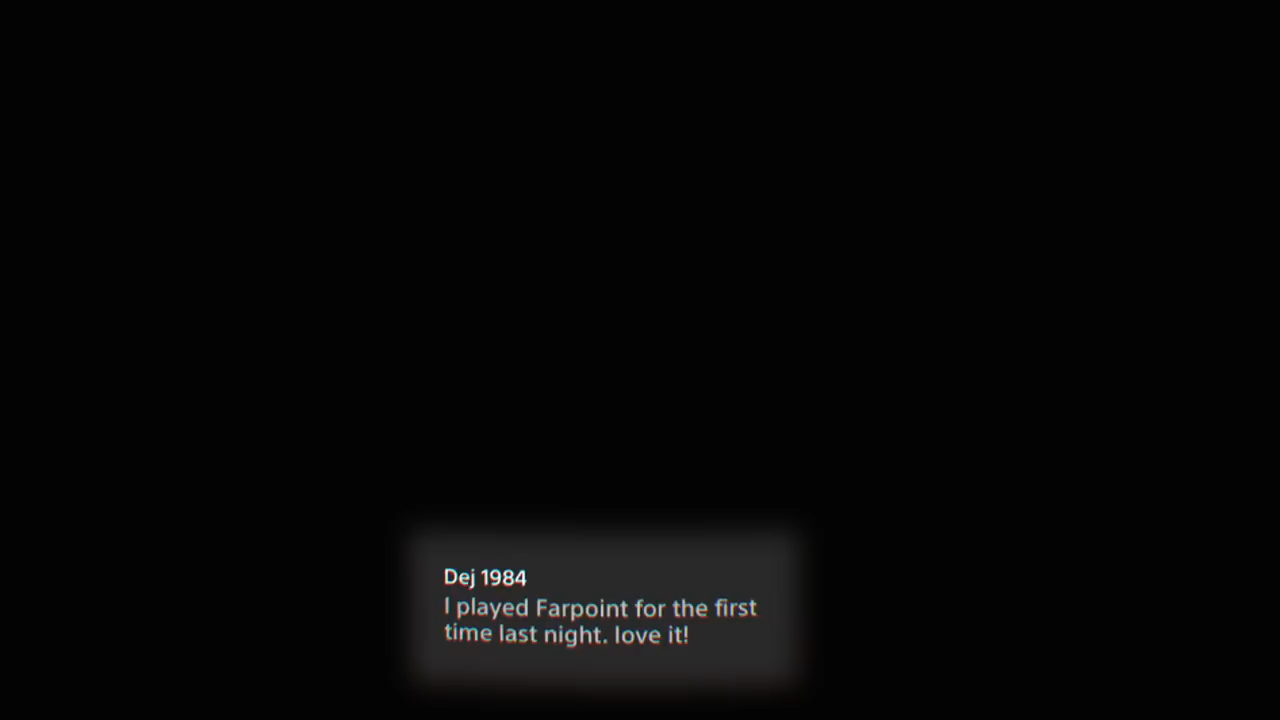 Dej 1984
I played Farpoint for the first
time last night. love it!